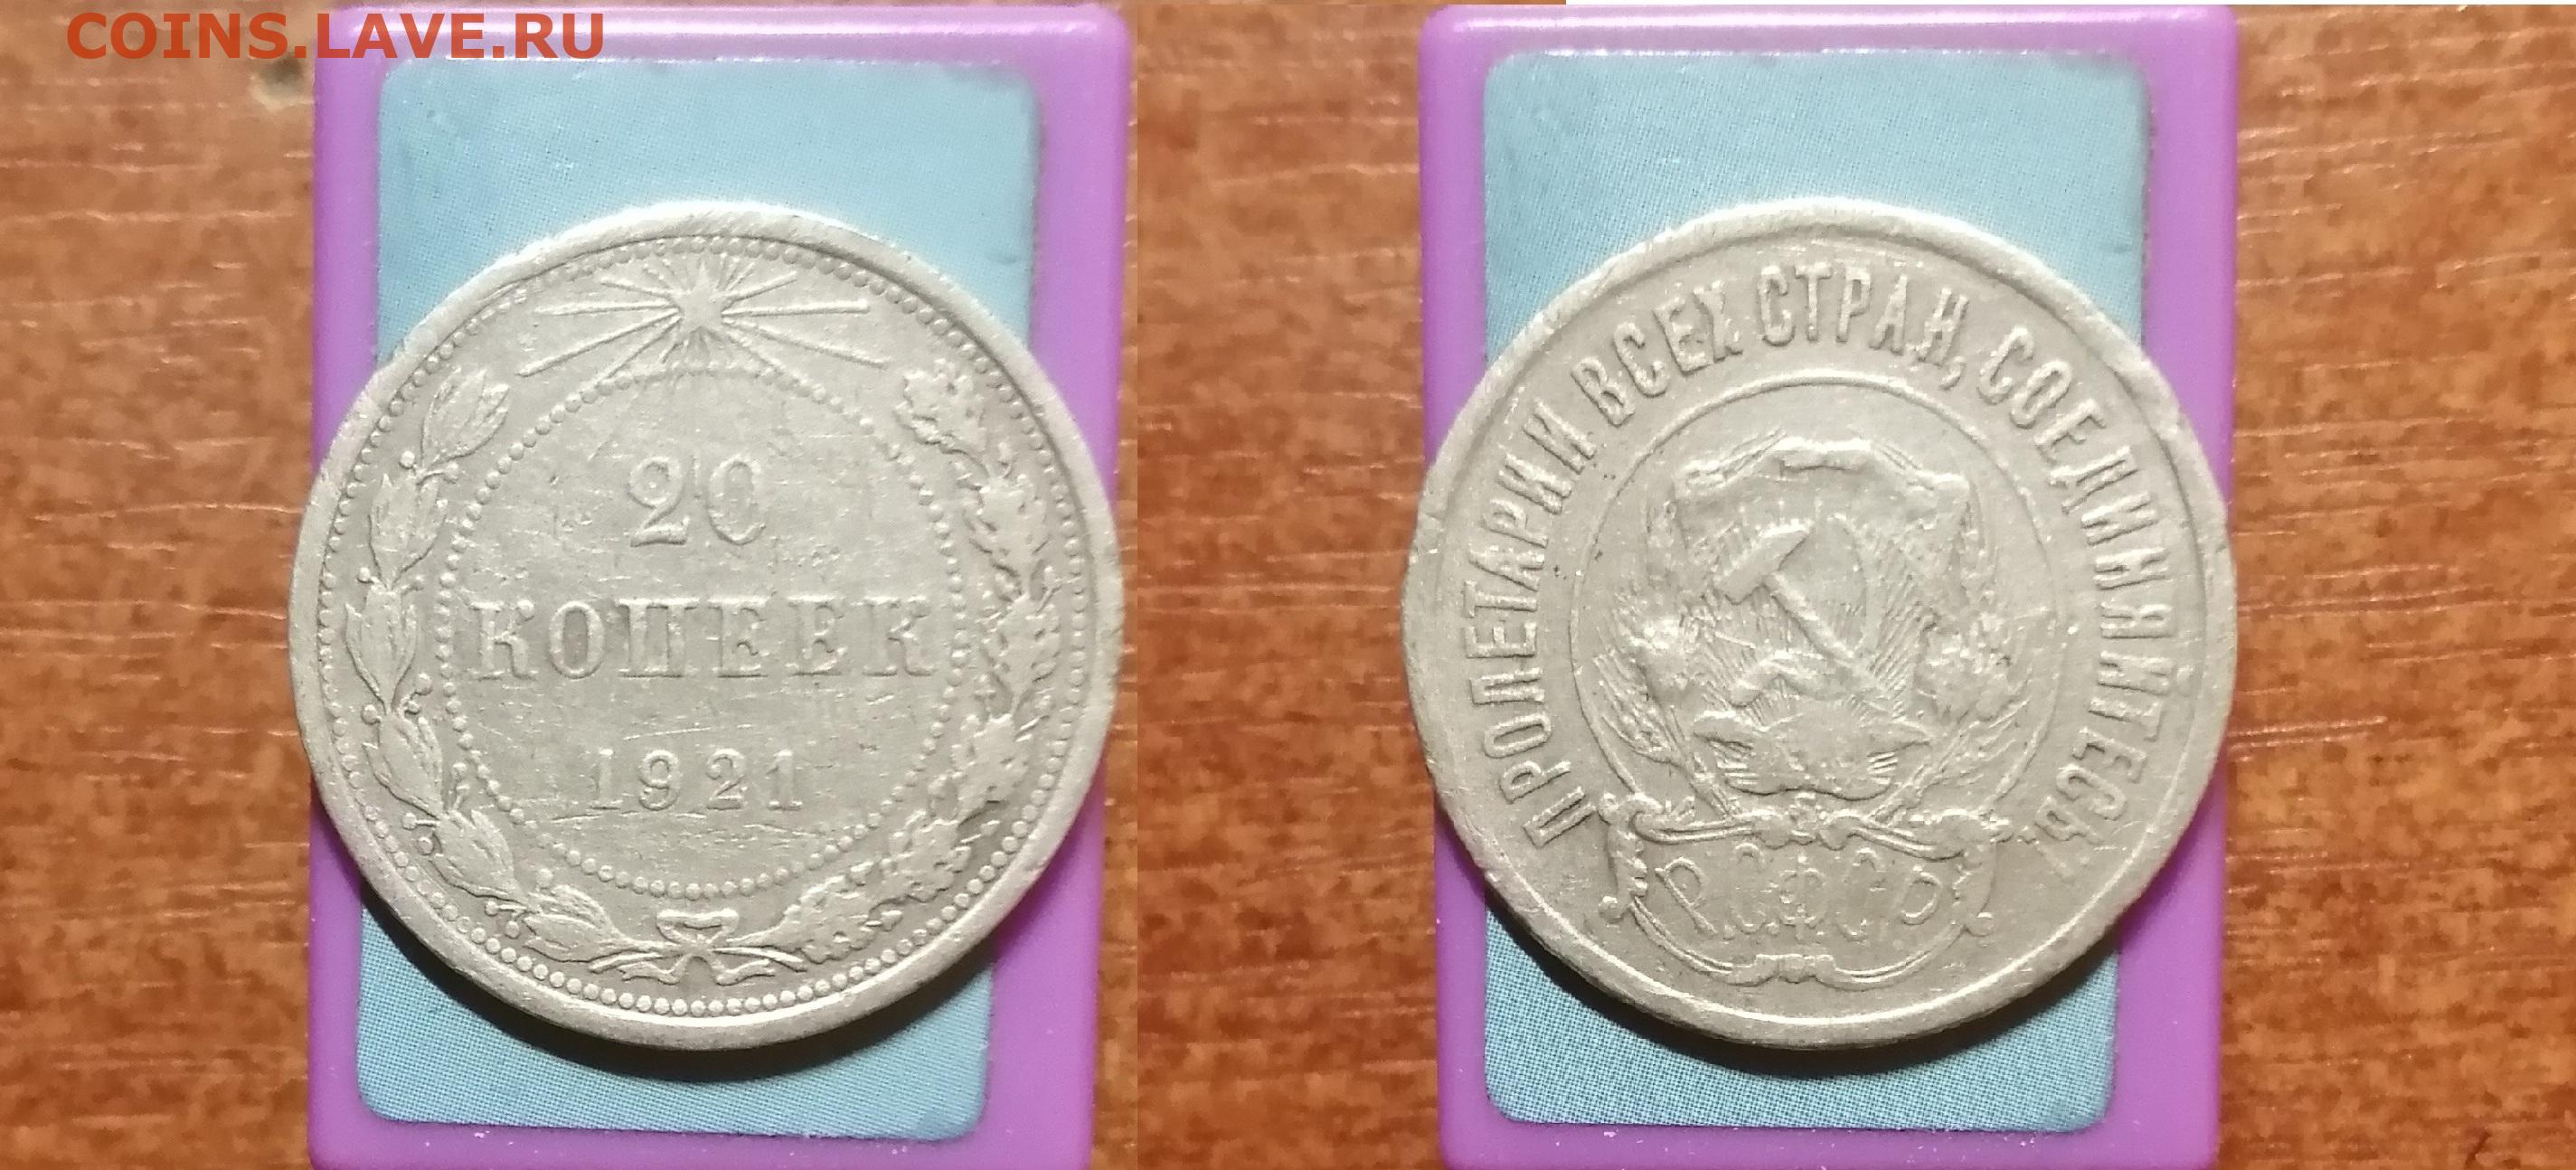 COINS.LAVE.RU
20
КОПЕЕК
1921
ПРОЛЕТАРИИ ВСЕХ СТРАН, СОЕДИНЯЙТЕСЬ!
Р.С.Ф.С.Р.